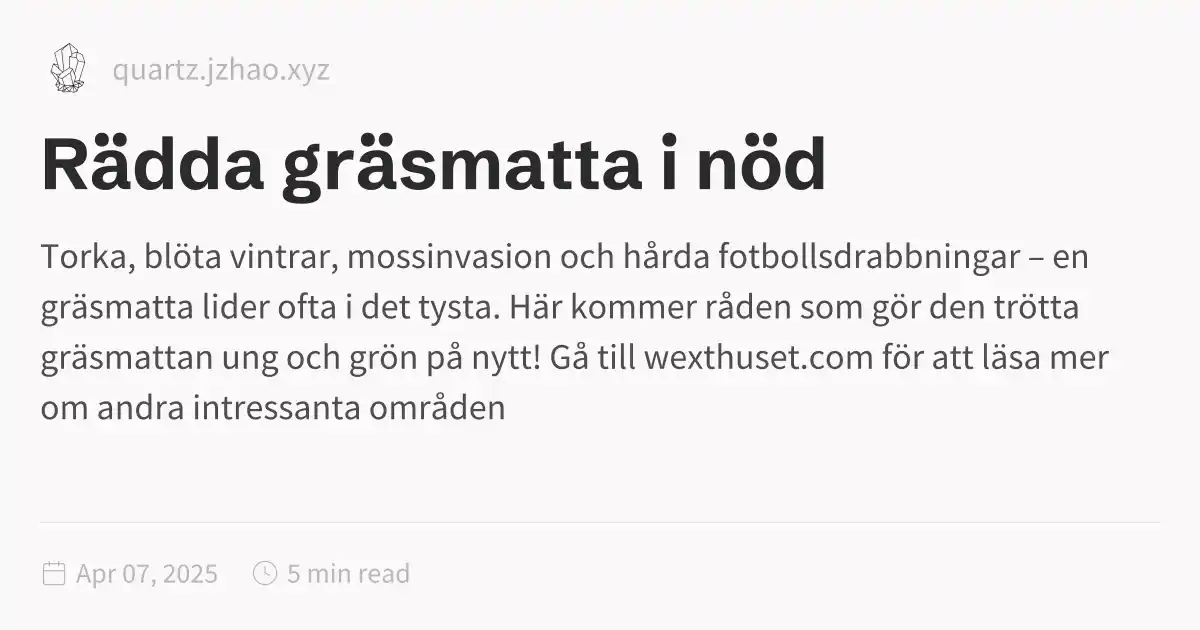 quartz.jzhao.xyz
Rädda gräsmatta i nöd
Torka, blöta vintrar, mossinvasion och hårda fotbollsdrabbningar – en
gräsmatta lider ofta i det tysta. Här kommer råden som gör den trötta
gräsmattan ung och grön på nytt! Gå till wexthuset.com för att läsa mer
om andra intressanta områden
Apr 07, 2025 5 min read